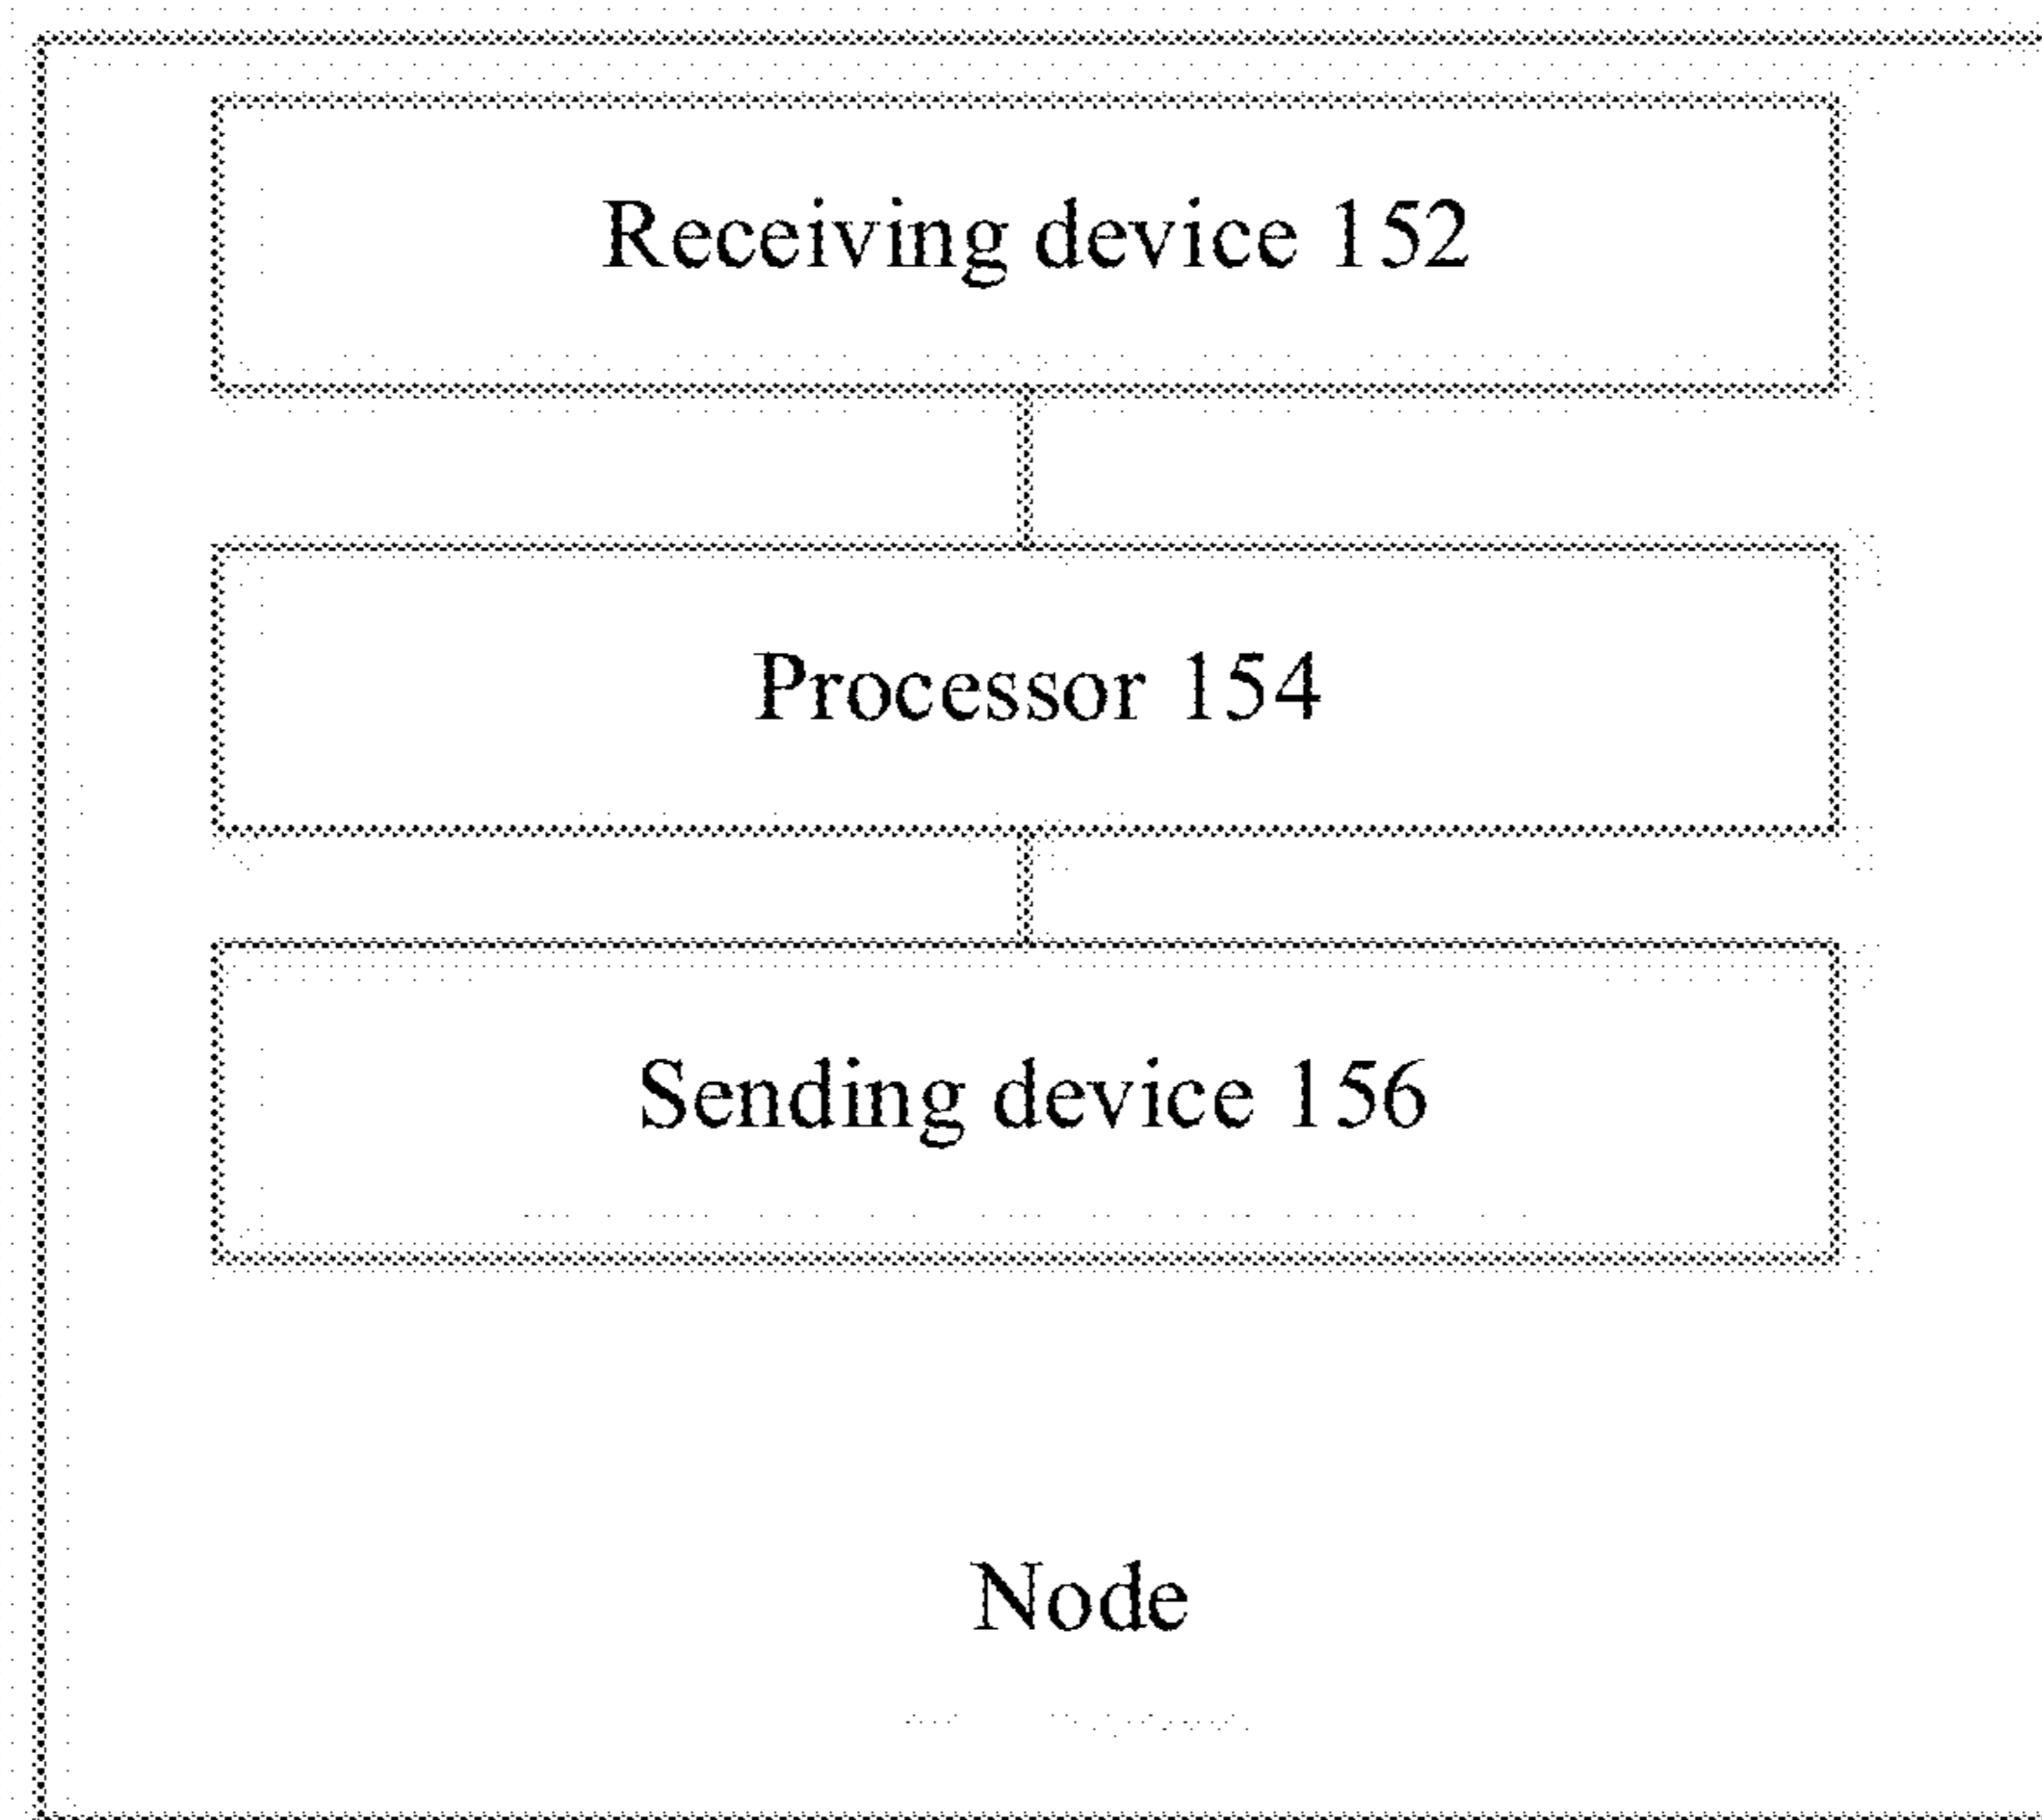 Receiving device 152
Processor 154
Sending device 156
Node